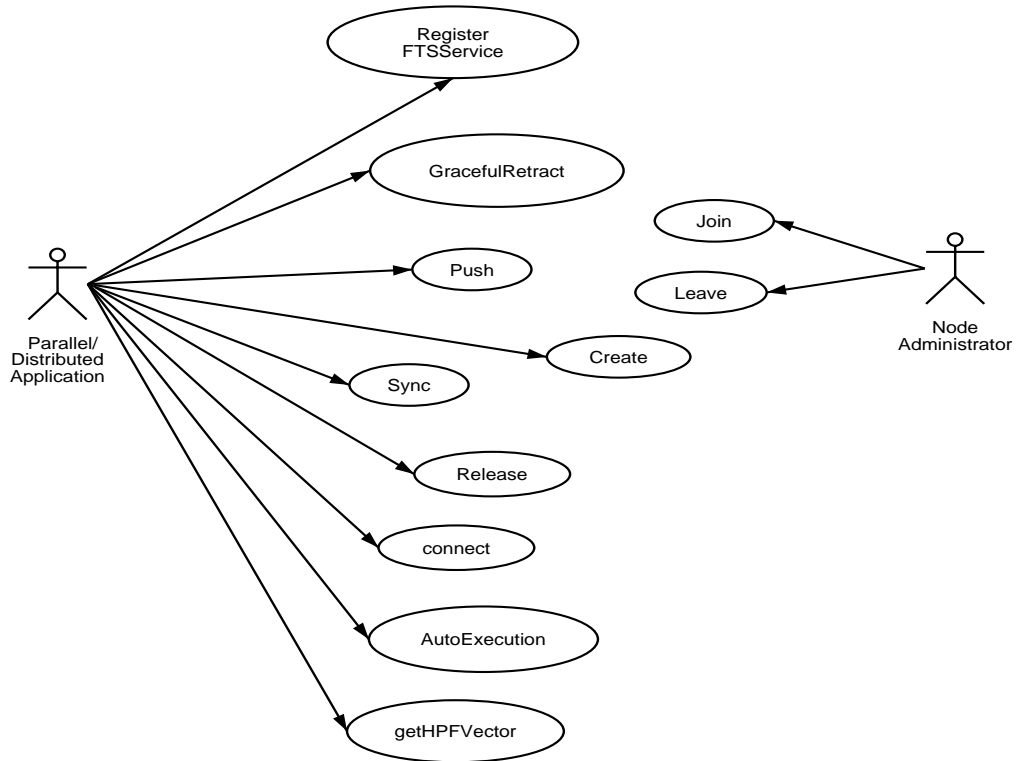 Register
FTSService
GracefulRetract
Join
Push
Leave
Parallel/
Distributed
Application
Node
Administrator
Create
Sync
Release
connect
AutoExecution
getHPFVector